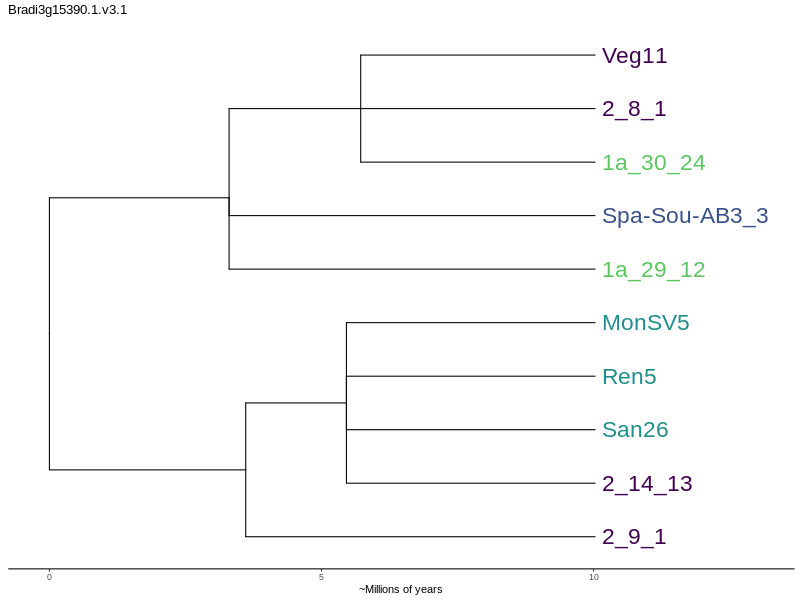 Bradi3g15390.1.v3.1
Veg11
2_8_1
1a_30_24
Spa-Sou-AB3_3
1a_29_12
MonSV5
Ren5
San26
2_14_13
2_9_1
0 5 10
~Millions of years